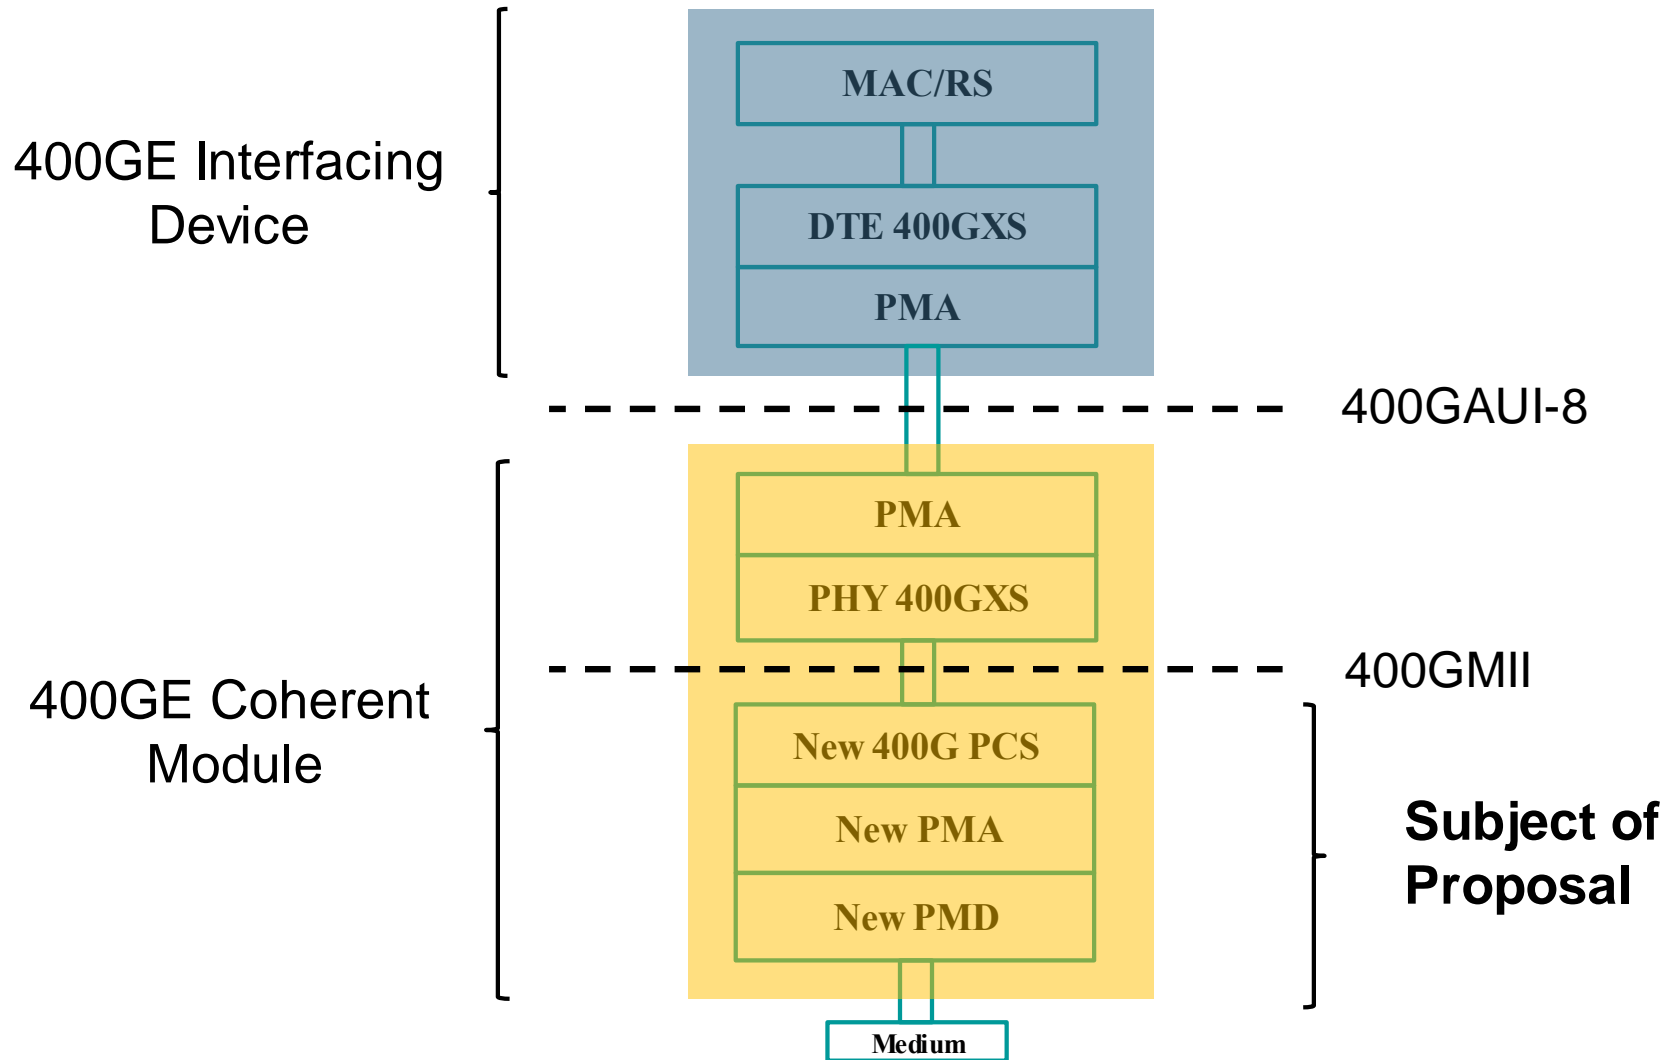 MAC/RS
400GE Interfacing
Device
DTE 400GXS
PMA
400GAUI-8
PMA
PHY 400GXS
400GMII
400GE Coherent
Module
New 400G PCS
New PMA
New PMD
Subject of
Proposal
Medium